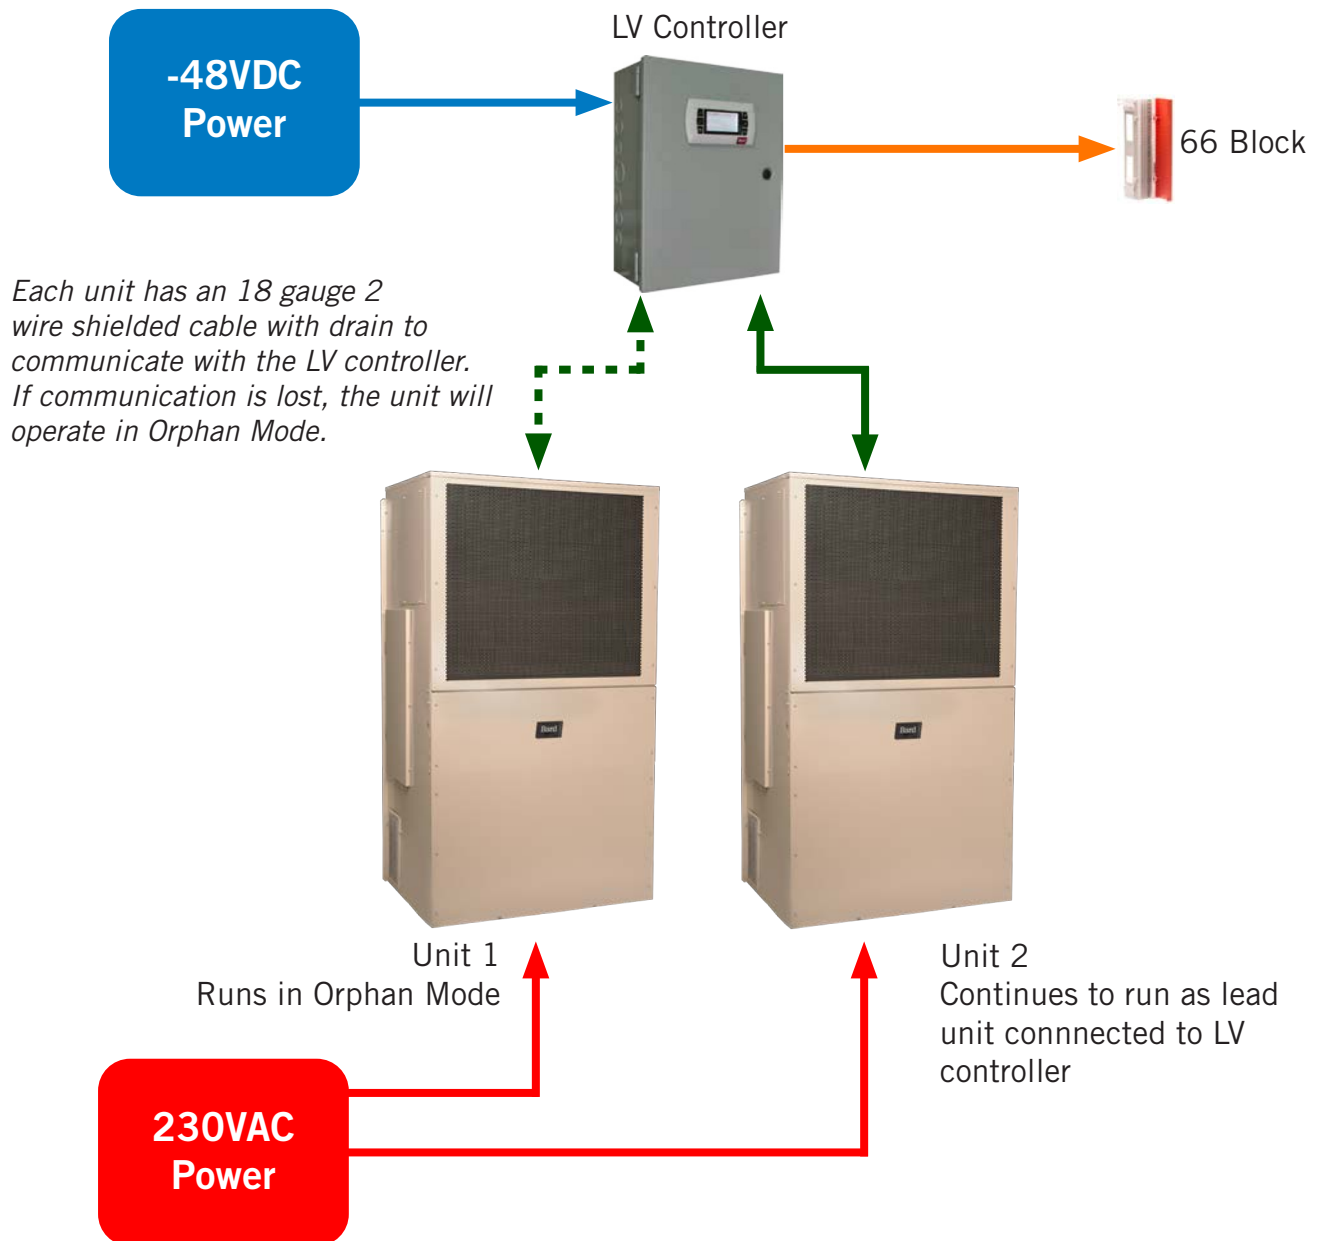 LV Controller
-48VDC
Power
66 Block
Each unit has an 18 gauge 2
wire shielded cable with drain to
communicate with the LV controller.
If communication is lost, the unit will
operate in Orphan Mode.
Bard
Bard
Unit 1
Runs in Orphan Mode
Unit 2
Continues to run as lead
unit connnected to LV
controller
230VAC
Power